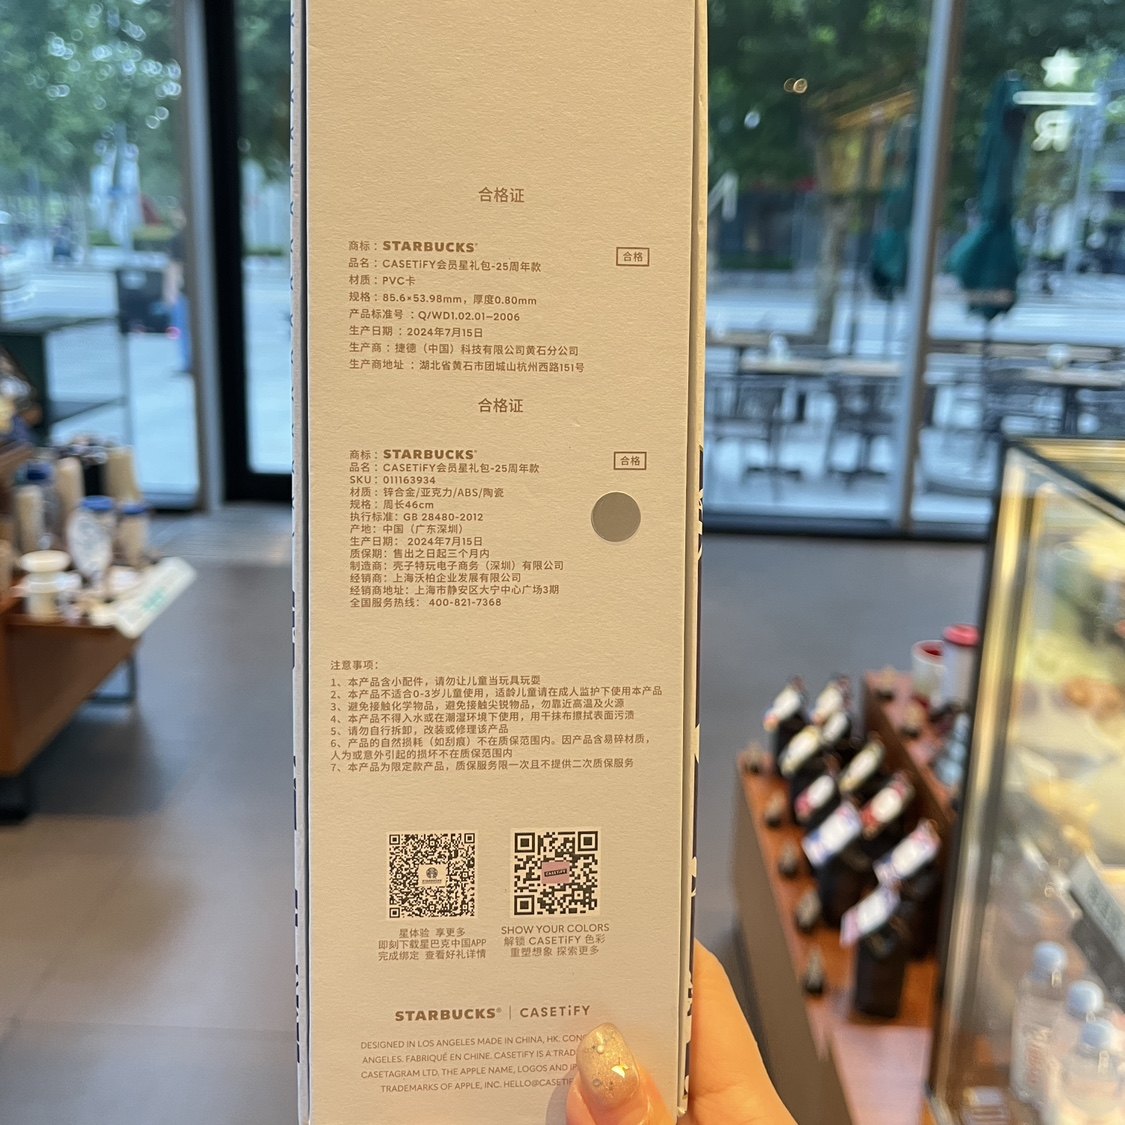 合格证
商标：STARBUCKS®
品名：CASETiFY会员星礼包-25周年款
合格
材质：PVC卡
规格：85.6×53.98mm，厚度0.80mm
产品标准号：Q/WD1.02.01—2006
生产日期：2024年7月15日
生产商：捷德（中国）科技有限公司黄石分公司
生产商地址：湖北省黄石市团城山杭州西路151号
合格证
商标：STARBUCKS®
品名：CASETiFY会员星礼包-25周年款
合格
SKU：011163934
材质：锌合金/亚克力/ABS/陶瓷
规格：周长46cm
执行标准：GB 28480-2012
产地：中国（广东深圳）
生产日期： 2024年7月15日
质保期：售出之日起三个月内
制造商：壳子特玩电子商务（深圳）有限公司
经销商：上海沃柏企业发展有限公司
经销商地址：上海市静安区大宁中心广场3期
全国服务热线： 400-821-7368
注意事项：
1、本产品含小配件，请勿让儿童当玩具玩耍
2、本产品不适合0-3岁儿童使用，适龄儿童请在成人监护下使用本产品
3、避免接触化学物品，避免接触尖锐物品，勿靠近高温及火源
4、本产品不得入水或在潮湿环境下使用，用干抹布擦拭表面污渍
5、请勿自行拆卸，改装或修理该产品
6、产品的自然损耗（如刮痕）不在质保范围内。因产品含易碎材质，
人为或意外引起的损坏不在质保范围内
7、本产品为限定款产品，质保服务限一次且不提供二次质保服务
CASETiFY
星体验 享更多
即刻下载星巴克中国APP
完成绑定 查看好礼详情
SHOW YOUR COLORS
解锁 CASETiFY 色彩
重塑想象 探索更多
STARBUCKS® | CASETiFY
DESIGNED IN LOS ANGELES MADE IN CHINA, HK.
ANGELES. FABRIQUÉ EN CHINE. CASETiFY IS A
CASETAGRAM LTD. THE APPLE NAME, LOGOS AND
TRADEMARKS OF APPLE, INC.
R